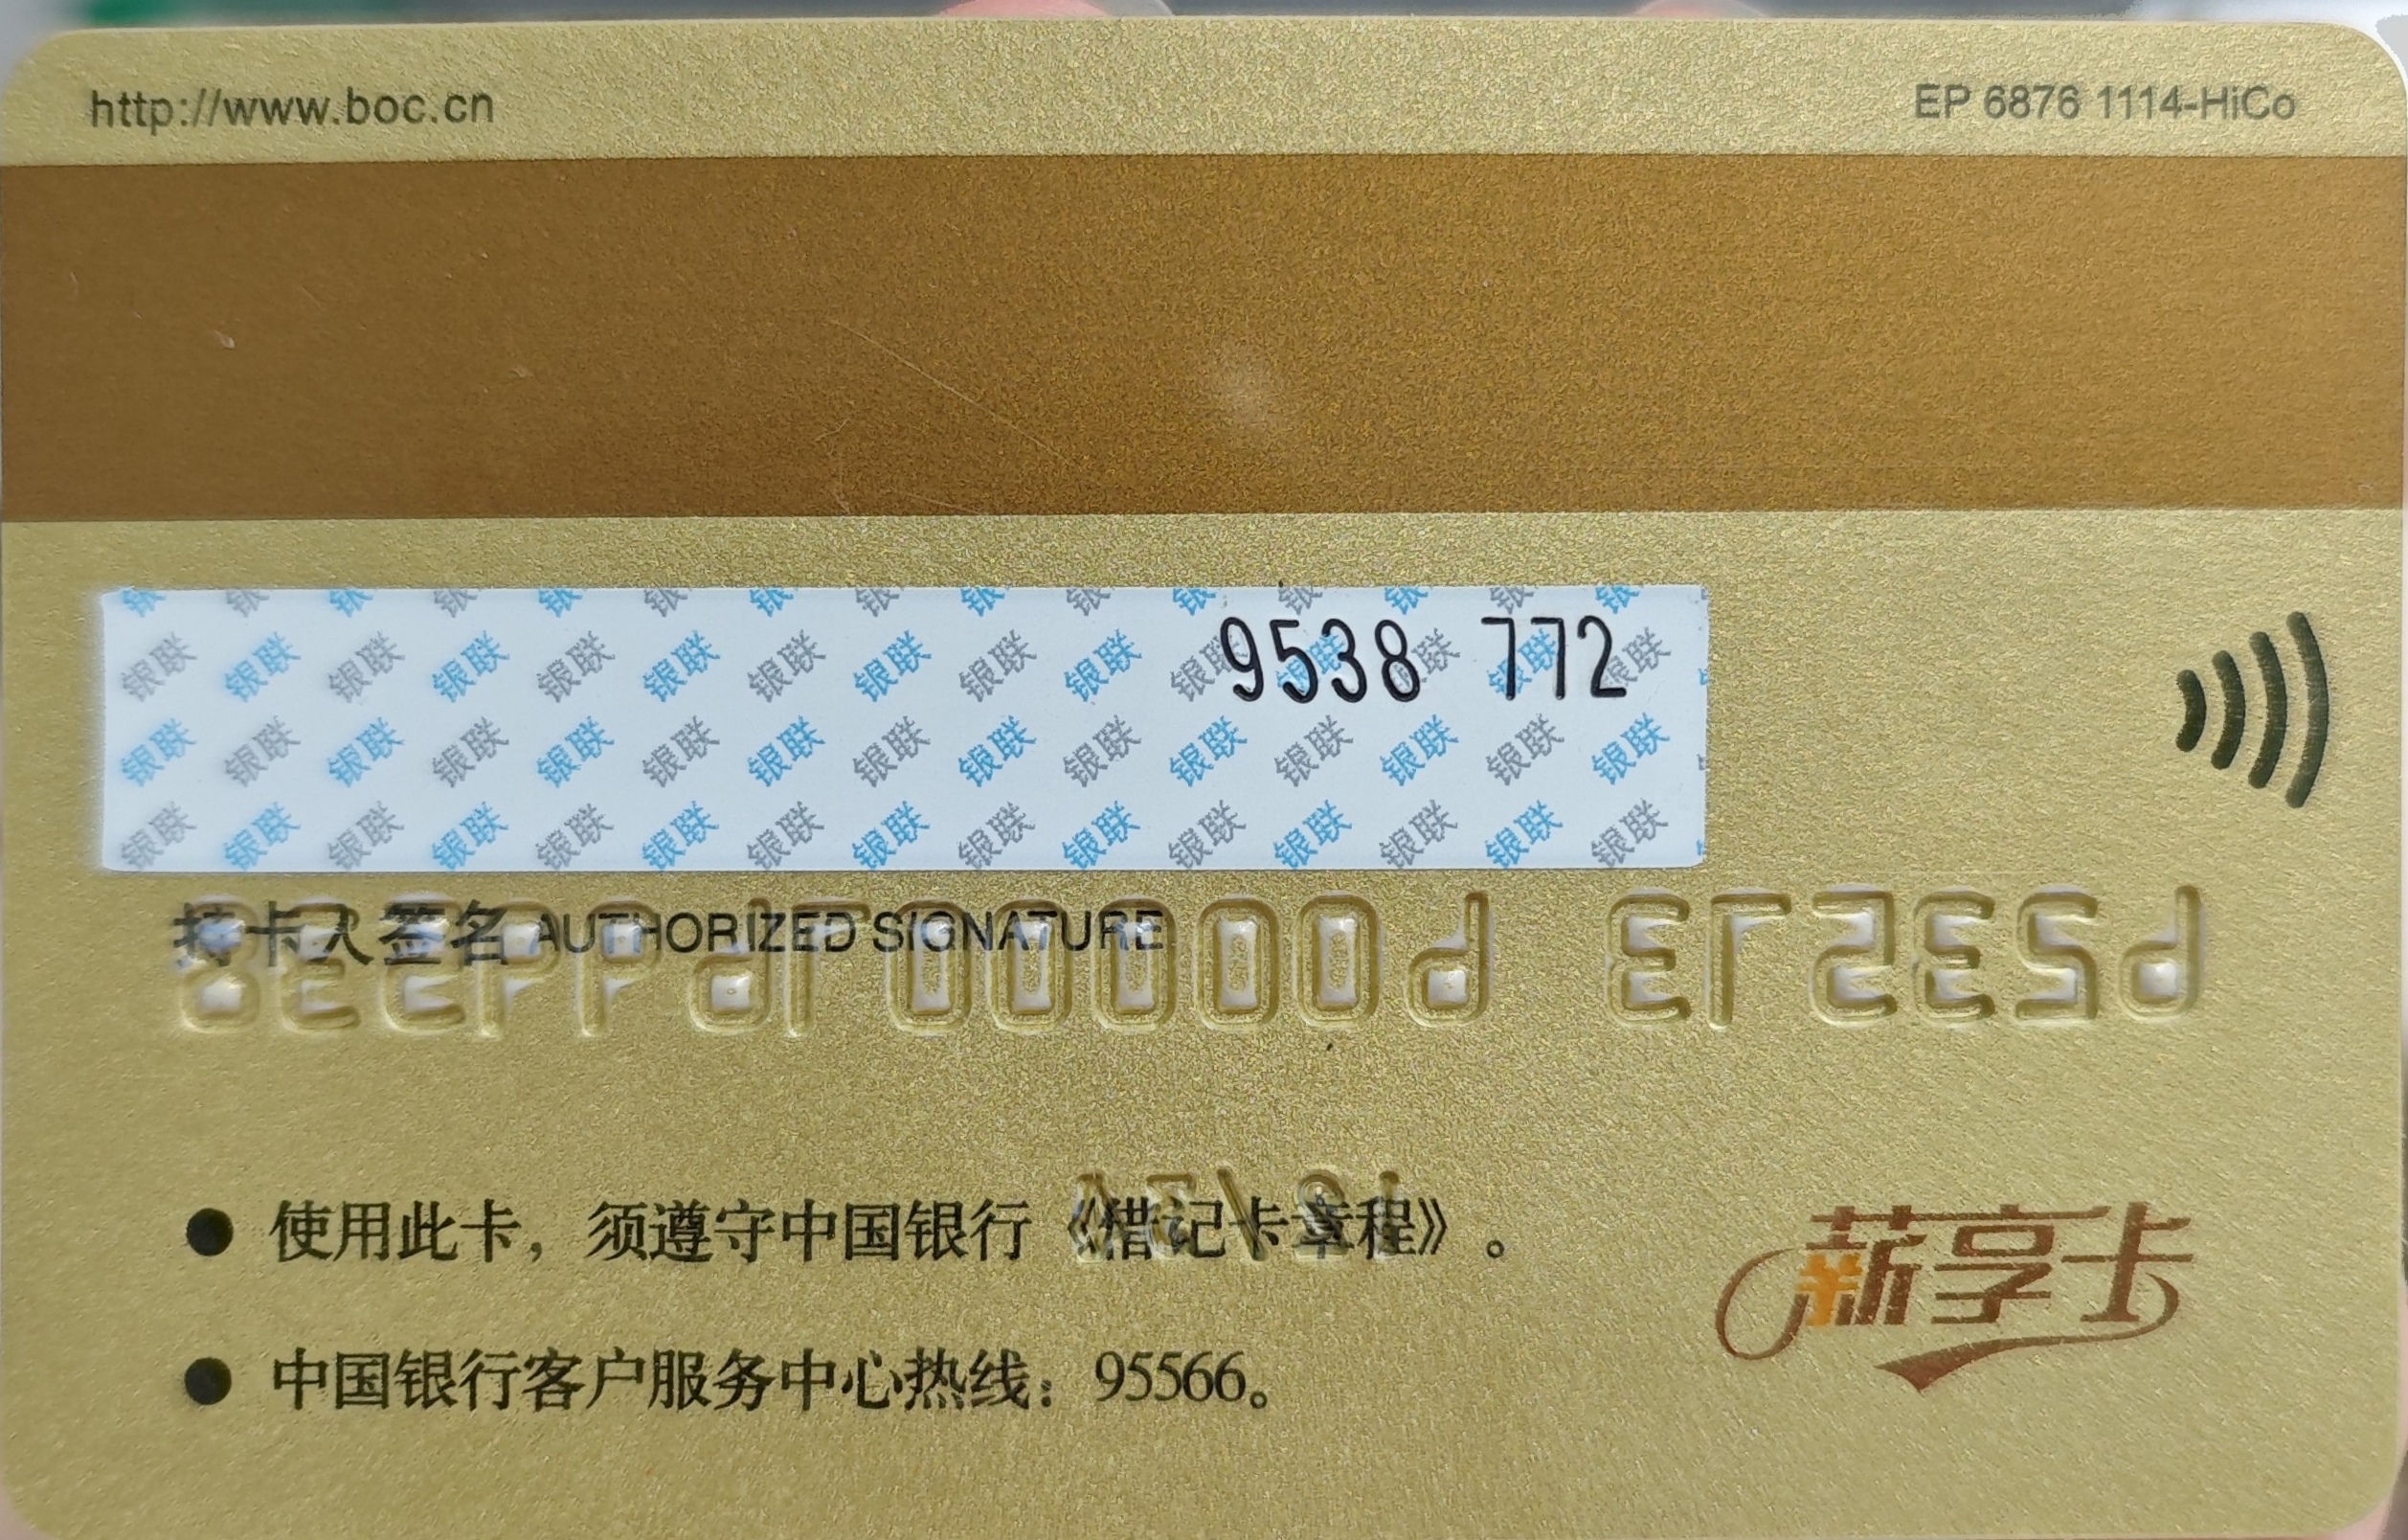 http://www.boc.cn
EP 6876 1114-HiCo
9538 772
持卡人签名 AUTHORIZED SIGNATURE
使用此卡，须遵守中国银行《借记卡章程》。
中国银行客户服务中心热线：95566。
薪享卡